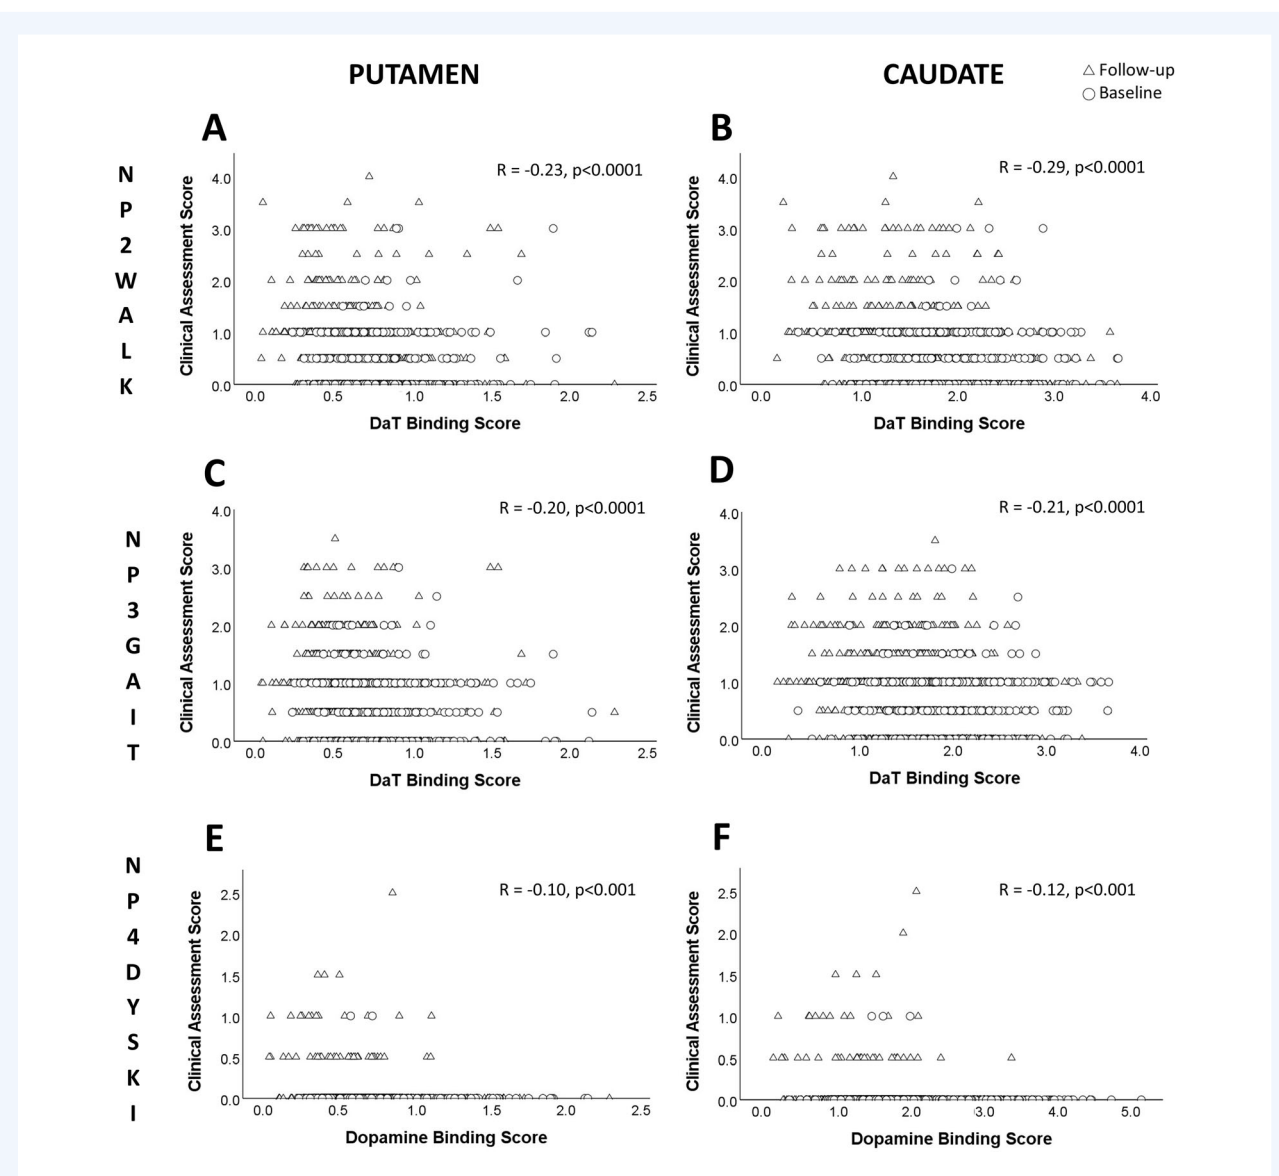 PUTAMEN
CAUDATE
Follow-up
Baseline
NP2WALK
A
R = -0.23, p<0.0001
Clinical Assessment Score
4.0
3.0
2.0
1.0
0.0
0.0 0.5 1.0 1.5 2.0 2.5
DaT Binding Score
B
R = -0.29, p<0.0001
Clinical Assessment Score
4.0
3.0
2.0
1.0
0.0
0.0 1.0 2.0 3.0 4.0
DaT Binding Score
NP3GAIT
C
R = -0.20, p<0.0001
Clinical Assessment Score
4.0
3.0
2.0
1.0
0.0
0.0 0.5 1.0 1.5 2.0 2.5
DaT Binding Score
D
R = -0.21, p<0.0001
Clinical Assessment Score
4.0
3.0
2.0
1.0
0.0
0.0 1.0 2.0 3.0 4.0
DaT Binding Score
NP4DYSKI
E
R = -0.10, p<0.001
Clinical Assessment Score
2.5
2.0
1.5
1.0
0.5
0.0
0.0 0.5 1.0 1.5 2.0 2.5
Dopamine Binding Score
F
R = -0.12, p<0.001
Clinical Assessment Score
2.5
2.0
1.5
1.0
0.5
0.0
0.0 1.0 2.0 3.0 4.0 5.0
Dopamine Binding Score